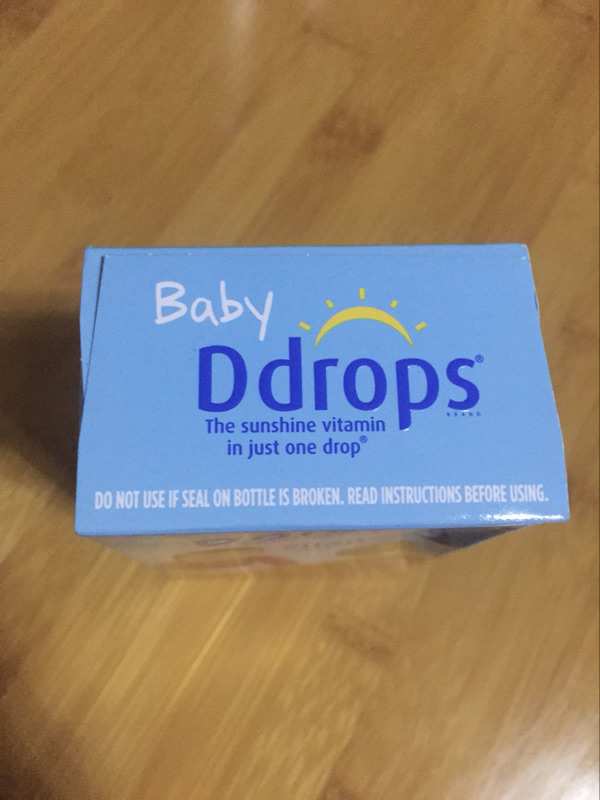 Baby
Ddrops®
BRAND
The sunshine vitamin
in just one drop®
DO NOT USE IF SEAL ON BOTTLE IS BROKEN. READ INSTRUCTIONS BEFORE USING.